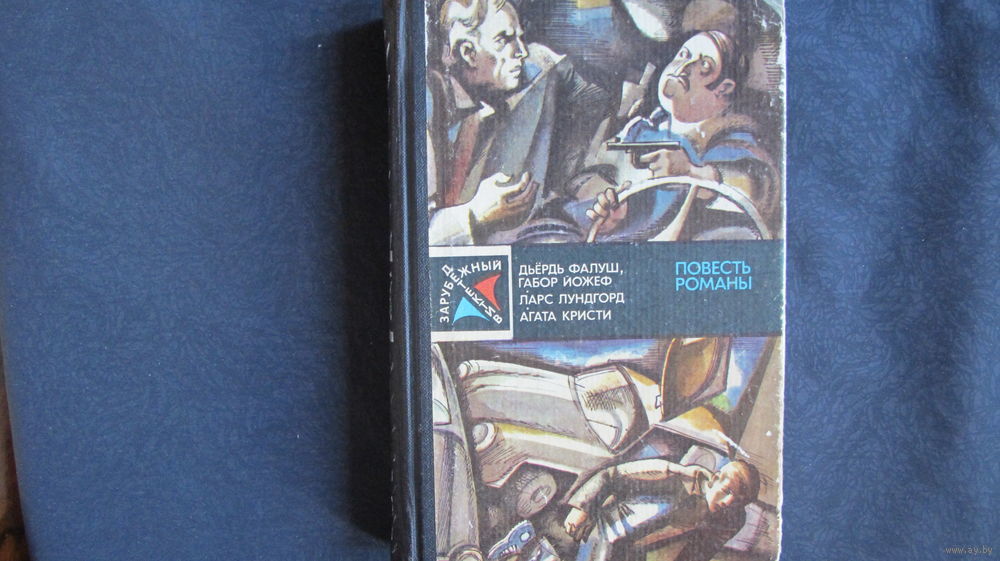 ЗАРУБЕЖНЫЙ
ДЕТЕКТИВ
ДЬЁРДЬ ФАЛУШ,
ГАБОР ЙОЖЕФ
ЛАРС ЛУНДГОРД
АГАТА КРИСТИ
ПОВЕСТЬ
РОМАНЫ
www.ay.by